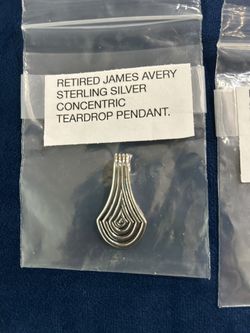 RETIRED JAMES AVERY
STERLING SILVER
CONCENTRIC
TEARDROP PENDANT.